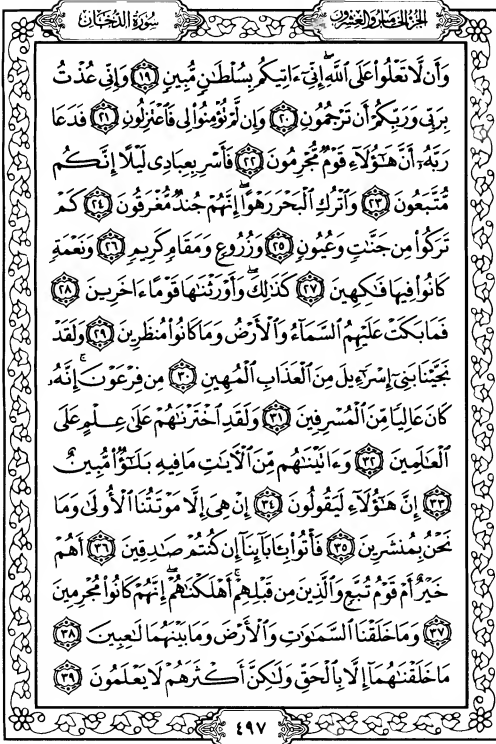 الجزء الخامس والعشرون
سورة الدخان
وَأَن لَّا تَعْلُوا۟ عَلَى ٱللَّهِ ۖ إِنِّىٓ ءَاتِيكُم بِسُلْطَـٰنٍ مُّبِينٍ ١٩ وَإِنِّى عُذْتُ
بِرَبِّى وَرَبِّكُمْ أَن تَرْجُمُونِ ٢٠ وَإِن لَّمْ تُؤْمِنُوا۟ لِى فَٱعْتَزِلُونِ ٢١ فَدَعَا
رَبَّهُۥٓ أَنَّ هَـٰٓؤُلَآءِ قَوْمٌ مُّجْرِمُونَ ٢٢ فَأَسْرِ بِعِبَادِى لَيْلًا إِنَّكُم
مُّتَّبَعُونَ ٢٣ وَٱتْرُكِ ٱلْبَحْرَ رَهْوًا ۖ إِنَّهُمْ جُندٌ مُّغْرَقُونَ ٢٤ كَمْ
تَرَكُوا۟ مِن جَنَّـٰتٍ وَعُيُونٍ ٢٥ وَزُرُوعٍ وَمَقَامٍ كَرِيمٍ ٢٦ وَنَعْمَةٍ
كَانُوا۟ فِيهَا فَـٰكِهِينَ ٢٧ كَذَٰلِكَ ۖ وَأَوْرَثْنَـٰهَا قَوْمًا ءَاخَرِينَ ٢٨
فَمَا بَكَتْ عَلَيْهِمُ ٱلسَّمَآءُ وَٱلْأَرْضُ وَمَا كَانُوا۟ مُنظَرِينَ ٢٩ وَلَقَدْ
نَجَّيْنَا بَنِىٓ إِسْرَٰٓءِيلَ مِنَ ٱلْعَذَابِ ٱلْمُهِينِ ٣٠ مِن فِرْعَوْنَ ۚ إِنَّهُۥ
كَانَ عَالِيًا مِّنَ ٱلْمُسْرِفِينَ ٣١ وَلَقَدِ ٱخْتَرْنَـٰهُمْ عَلَىٰ عِلْمٍ عَلَى
ٱلْعَـٰلَمِينَ ٣٢ وَءَاتَيْنَـٰهُم مِّنَ ٱلْـَٔايَـٰتِ مَا فِيهِ بَلَـٰٓؤٌا۟ مُّبِينٌ
٣٣ إِنَّ هَـٰٓؤُلَآءِ لَيَقُولُونَ ٣٤ إِنْ هِىَ إِلَّا مَوْتَتُنَا ٱلْأُولَىٰ وَمَا
نَحْنُ بِمُنشَرِينَ ٣٥ فَأْتُوا۟ بِـَٔابَآئِنَآ إِن كُنتُمْ صَـٰدِقِينَ ٣٦ أَهُمْ
خَيْرٌ أَمْ قَوْمُ تُبَّعٍ وَٱلَّذِينَ مِن قَبْلِهِمْ ۚ أَهْلَكْنَـٰهُمْ ۖ إِنَّهُمْ كَانُوا۟ مُجْرِمِينَ
٣٧ وَمَا خَلَقْنَا ٱلسَّمَـٰوَٰتِ وَٱلْأَرْضَ وَمَا بَيْنَهُمَا لَـٰعِبِينَ ٣٨
مَا خَلَقْنَـٰهُمَآ إِلَّا بِٱلْحَقِّ وَلَـٰكِنَّ أَكْثَرَهُمْ لَا يَعْلَمُونَ ٣٩
٤٩٧